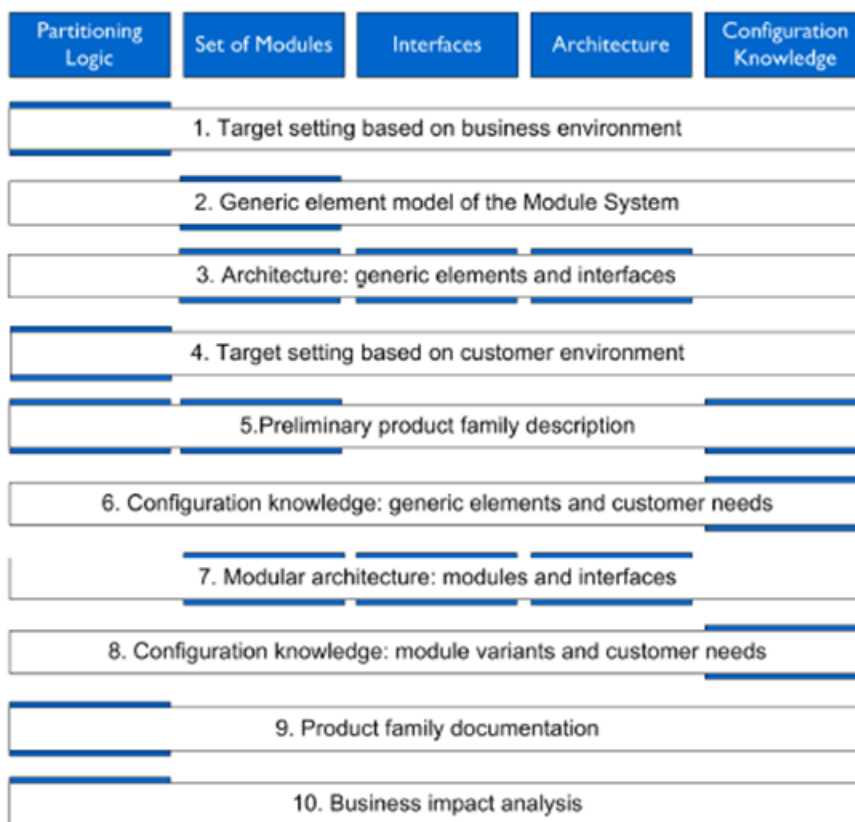 Partitioning
Logic
Set of Modules
Interfaces
Architecture
Configuration
Knowledge
1. Target setting based on business environment
2. Generic element model of the Module System
3. Architecture: generic elements and interfaces
4. Target setting based on customer environment
5.Preliminary product family description
6. Configuration knowledge: generic elements and customer needs
7. Modular architecture: modules and interfaces
8. Configuration knowledge: module variants and customer needs
9. Product family documentation
10. Business impact analysis